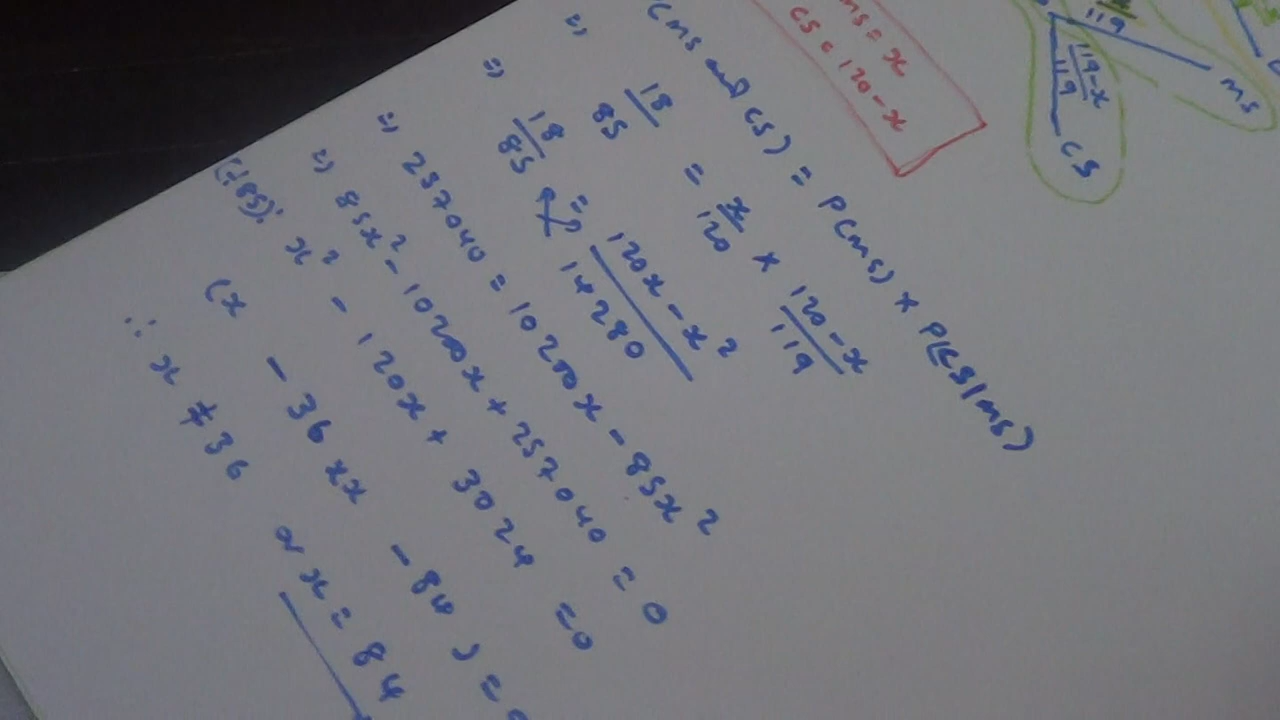 ms = x
cs = 120 - x
119
119-x
119
ms
cs
P(ms and cs) = P(ms) × P(cs|ms)
=) 18/85 = x/120 × 120-x/119
=) 18/85 = 120x - x²/14280
=) 257040 = 10200x - 85x²
=) 85x² - 10200x + 257040 = 0
(÷85): x² - 120x + 3024 = 0
(x - 36)(x - 84) = 0
∴ x ≠ 36 or x = 84